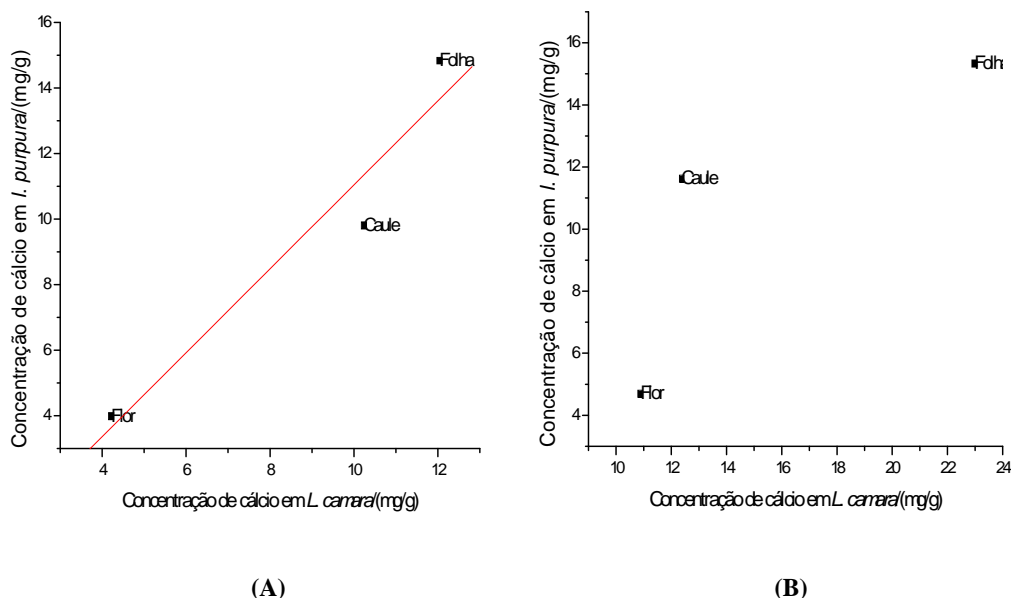 Concentração de cálcio em I. purpura/(mg/g)
16
14
12
10
8
6
4
Folha
Caule
Flor
4 6 8 10 12
Concentração de cálcio em L. camara/(mg/g)
(A)
Concentração de cálcio em I. purpura/(mg/g)
16
14
12
10
8
6
4
Folha
Caule
Flor
10 12 14 16 18 20 22 24
Concentração de cálcio em L. camara/(mg/g)
(B)